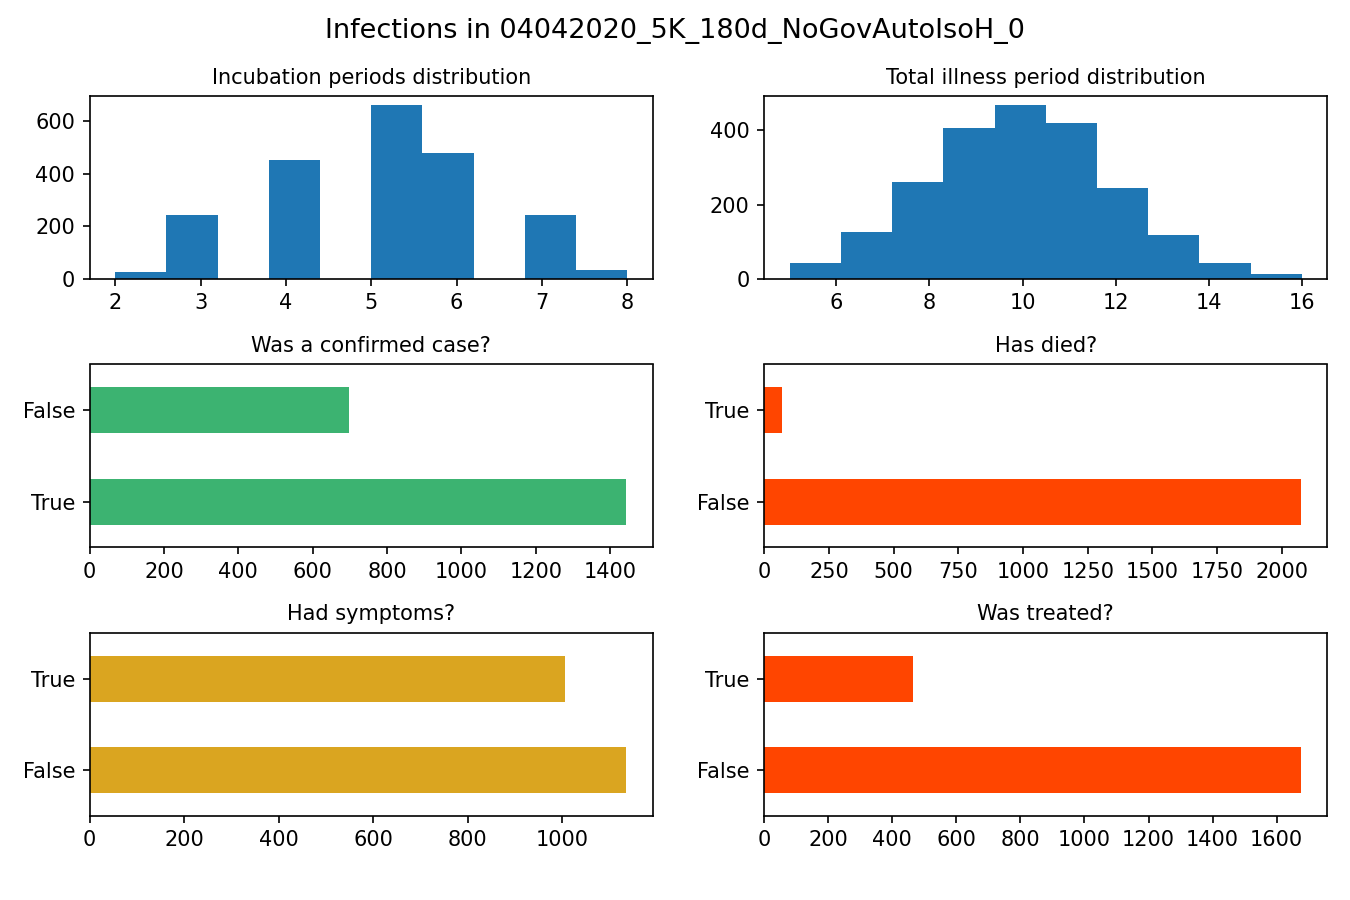 Infections in 04042020_5K_180d_NoGovAutoIsoH_0
Incubation periods distribution
600
400
200
0
2 3 4 5 6 7 8
Total illness period distribution
400
200
0
6 8 10 12 14 16
Was a confirmed case?
False
True
0 200 400 600 800 1000 1200 1400
Has died?
True
False
0 250 500 750 1000 1250 1500 1750 2000
Had symptoms?
True
False
0 200 400 600 800 1000
Was treated?
True
False
0 200 400 600 800 1000 1200 1400 1600